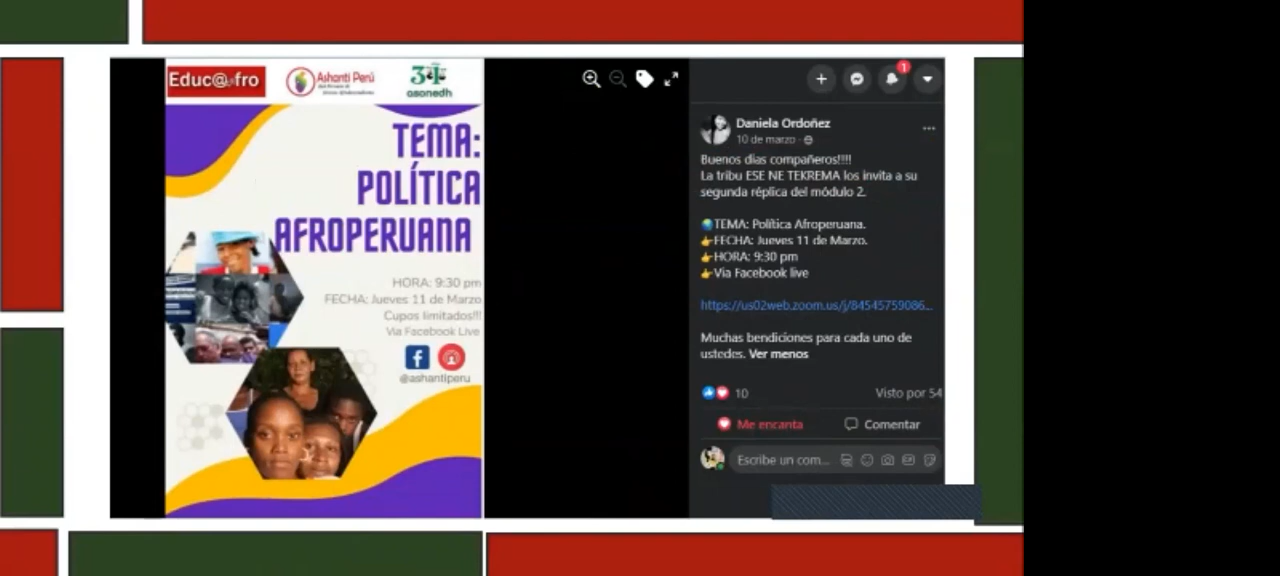 Educ@fro
Ashanti Perú
asonedh
TEMA:
POLÍTICA
AFROPERUANA
HORA: 9:30 pm
FECHA: Jueves 11 de Marzo
Cupos limitados!!!
Via Facebook Live
@ashantiperu
1
Daniela Ordoñez
10 de marzo ·
Buenos días compañeros!!!!
La tribu ESE NE TEKREMA los invita a su
segunda réplica del módulo 2.
🌍TEMA: Política Afroperuana.
👉FECHA: Jueves 11 de Marzo.
👉HORA: 9:30 pm
👉Via Facebook live
https://us02web.zoom.us/j/84545759086...
Muchas bendiciones para cada uno de
ustedes. Ver menos
10
Visto por 54
Me encanta
Comentar
Escribe un com...